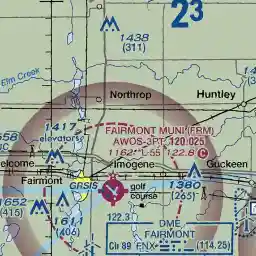 23
1438
(311)
Elm Creek
Northrop
Huntley
1417
elevators
FAIRMONT MUNI (FRM)
AWOS-3PT 120.025
1162 *L 55 122.8 C
Imogene
Guckeen
elcome
Fairmont
GRSIS
golf
course
1380
(265)
1652
(415)
1611
(406)
122.3
DME
FAIRMONT
Ch 89 FNX (114.25)